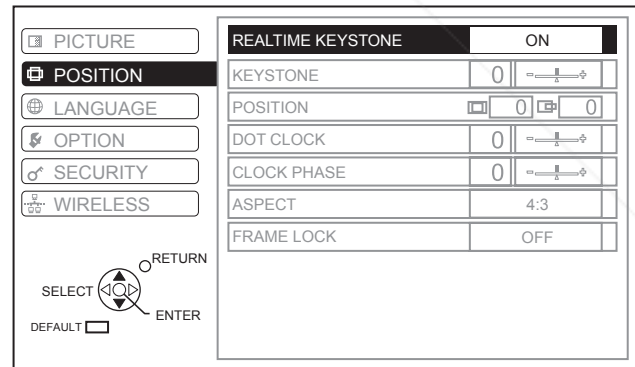 PICTURE
POSITION
LANGUAGE
OPTION
SECURITY
WIRELESS
RETURN
SELECT
ENTER
DEFAULT
REALTIME KEYSTONE ON
KEYSTONE 0
POSITION 0 0
DOT CLOCK 0
CLOCK PHASE 0
ASPECT 4:3
FRAME LOCK OFF